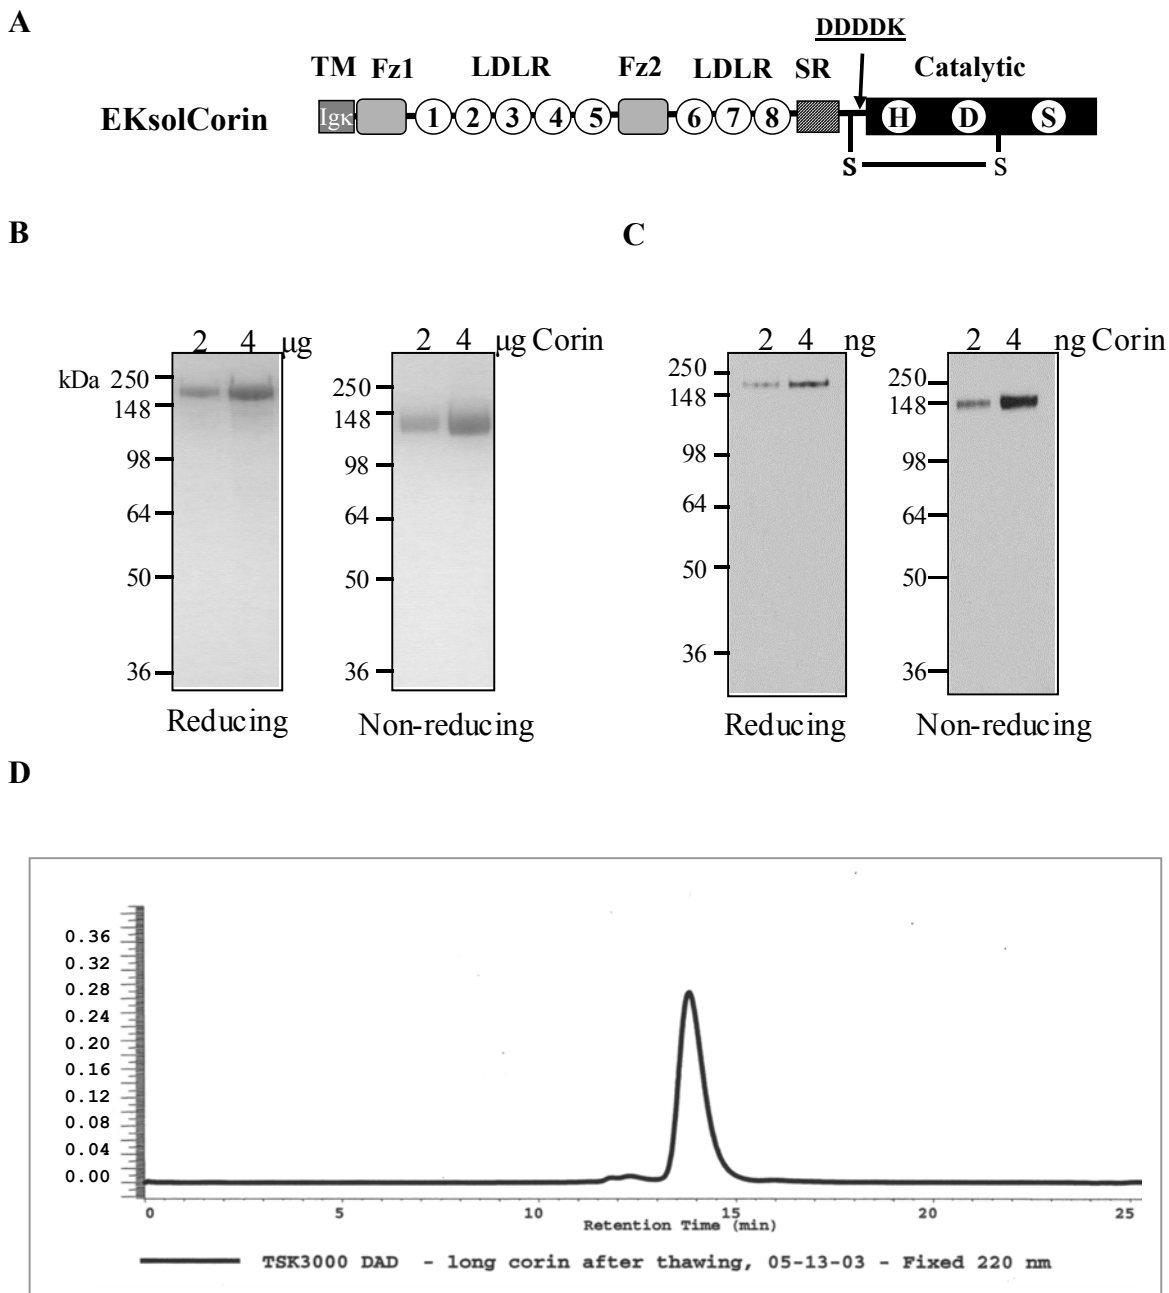 A
DDDDK
TM Fz1 LDLR Fz2 LDLR SR Catalytic
EKsolCorin Igκ 1 2 3 4 5 6 7 8 H D S
S S
B
C
2 4 μg
kDa 250
148
98
64
50
36
Reducing
2 4 μg Corin
250
148
98
64
50
36
Non-reducing
2 4 ng
250
148
98
64
50
36
Reducing
2 4 ng Corin
250
148
98
64
50
36
Non-reducing
D
0.36
0.32
0.28
0.24
0.20
0.16
0.12
0.08
0.04
0.00
0 5 10 15 20 25
Retention Time (min)
TSK3000 DAD - long corin after thawing, 05-13-03 - Fixed 220 nm